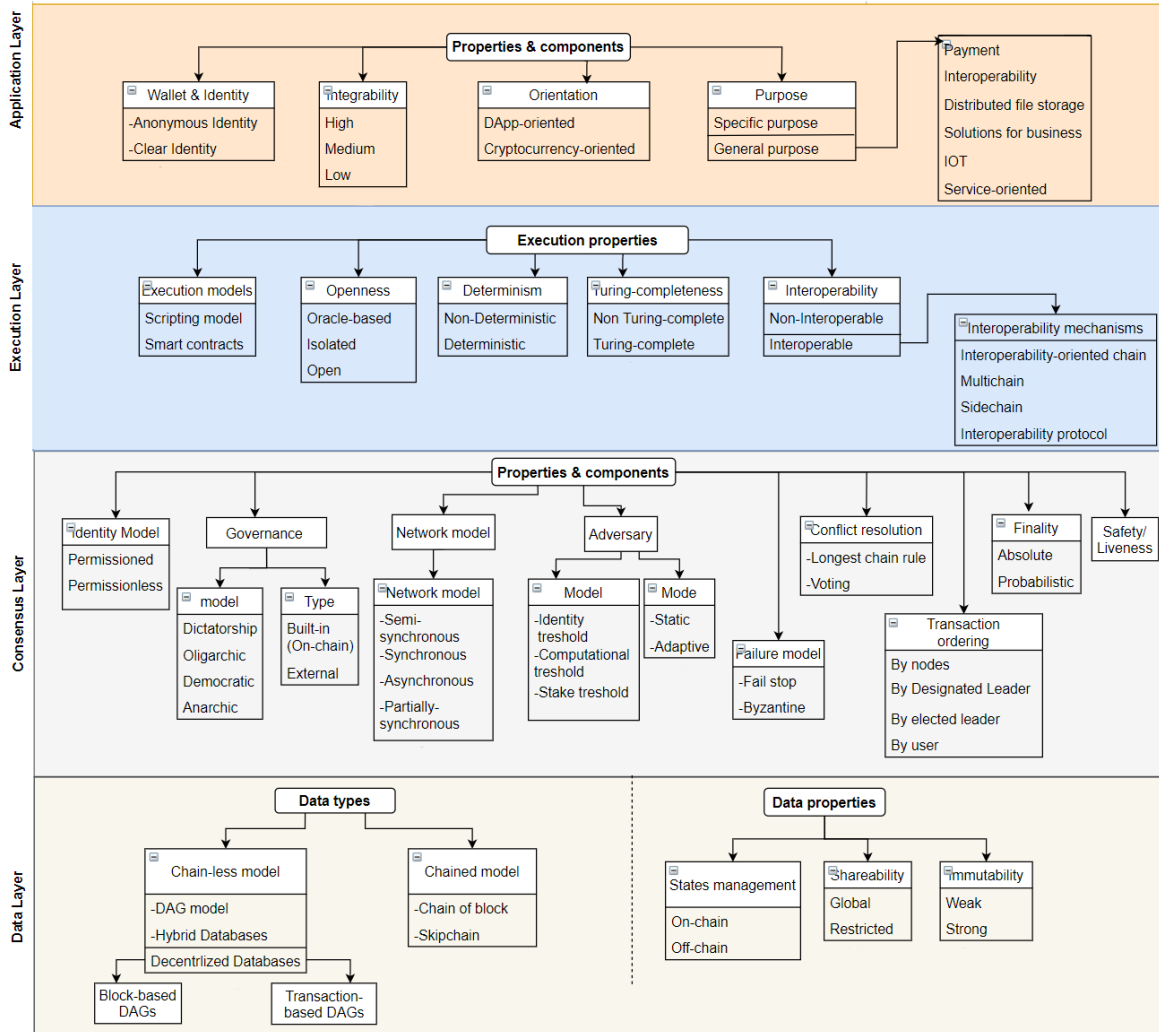 Application Layer
Properties & components
Wallet & Identity
-Anonymous Identity
-Clear Identity
Integrability
High
Medium
Low
Orientation
DApp-oriented
Cryptocurrency-oriented
Purpose
Specific purpose
General purpose
Payment
Interoperability
Distributed file storage
Solutions for business
IOT
Service-oriented
Execution Layer
Execution properties
Execution models
Scripting model
Smart contracts
Openness
Oracle-based
Isolated
Open
Determinism
Non-Deterministic
Deterministic
Turing-completeness
Non Turing-complete
Turing-complete
Interoperability
Non-Interoperable
Interoperable
Interoperability mechanisms
Interoperability-oriented chain
Multichain
Sidechain
Interoperability protocol
Consensus Layer
Properties & components
Identity Model
Permissioned
Permissionless
Governance
model
Dictatorship
Oligarchic
Democratic
Anarchic
Type
Built-in
(On-chain)
External
Network model
Network model
-Semi-
synchronous
-Synchronous
-Asynchronous
-Partially-
synchronous
Adversary
Model
-Identity
treshold
-Computational
treshold
-Stake treshold
Mode
-Static
-Adaptive
Failure model
-Fail stop
-Byzantine
Conflict resolution
-Longest chain rule
-Voting
Transaction
ordering
By nodes
By Designated Leader
By elected leader
By user
Finality
Absolute
Probabilistic
Safety/
Liveness
Data Layer
Data types
Chain-less model
-DAG model
-Hybrid Databases
Decentrlized Databases
Block-based
DAGs
Transaction-
based DAGs
Chained model
-Chain of block
-Skipchain
Data properties
States management
On-chain
Off-chain
Shareability
Global
Restricted
Immutability
Weak
Strong